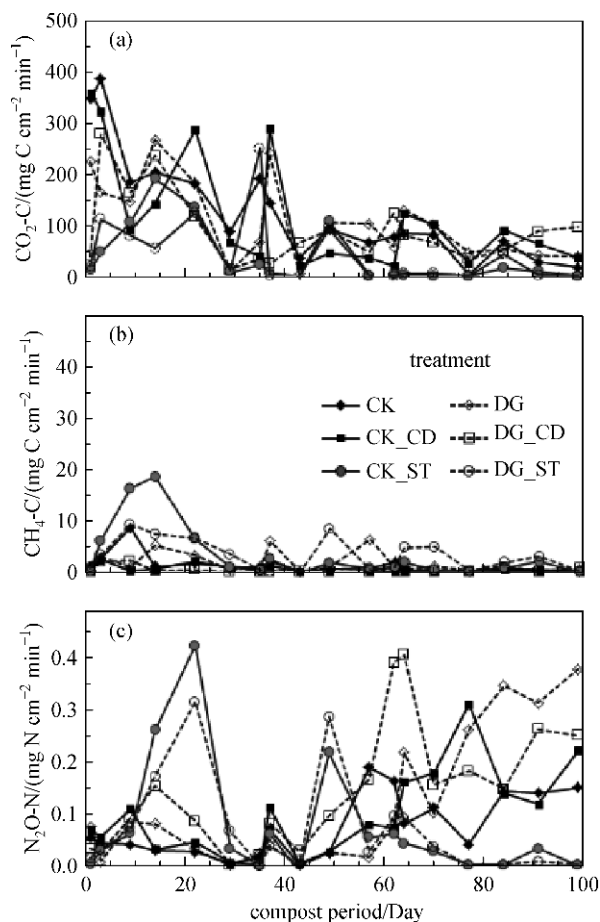 (a)
500
400
300
200
100
0
CO₂-C/(mg C cm⁻² min⁻¹)
(b)
40
30
20
10
0
CH₄-C/(mg C cm⁻² min⁻¹)
treatment
CK DG
CK_CD DG_CD
CK_ST DG_ST
(c)
0.4
0.3
0.2
0.1
0.0
N₂O-N/(mg N cm⁻² min⁻¹)
0 20 40 60 80 100
compost period/Day